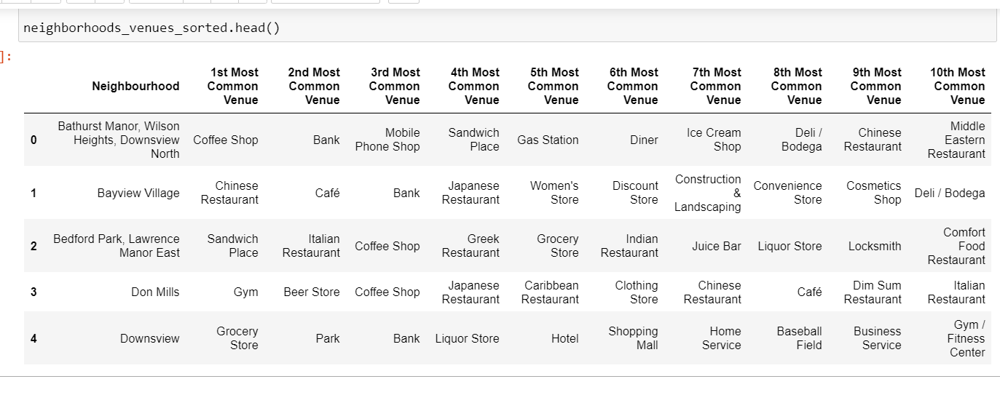 neighborhoods_venues_sorted.head()
]:
Neighbourhood 1st Most Common Venue 2nd Most Common Venue 3rd Most Common Venue 4th Most Common Venue 5th Most Common Venue 6th Most Common Venue 7th Most Common Venue 8th Most Common Venue 9th Most Common Venue 10th Most Common Venue
0 Bathurst Manor, Wilson Heights, Downsview North Coffee Shop Bank Mobile Phone Shop Sandwich Place Gas Station Diner Ice Cream Shop Deli / Bodega Chinese Restaurant Middle Eastern Restaurant
1 Bayview Village Chinese Restaurant Café Bank Japanese Restaurant Women's Store Discount Store Construction & Landscaping Convenience Store Cosmetics Shop Deli / Bodega
2 Bedford Park, Lawrence Manor East Sandwich Place Italian Restaurant Coffee Shop Greek Restaurant Grocery Store Indian Restaurant Juice Bar Liquor Store Locksmith Comfort Food Restaurant
3 Don Mills Gym Beer Store Coffee Shop Japanese Restaurant Caribbean Restaurant Clothing Store Chinese Restaurant Café Dim Sum Restaurant Italian Restaurant
4 Downsview Grocery Store Park Bank Liquor Store Hotel Shopping Mall Home Service Baseball Field Business Service Gym / Fitness Center